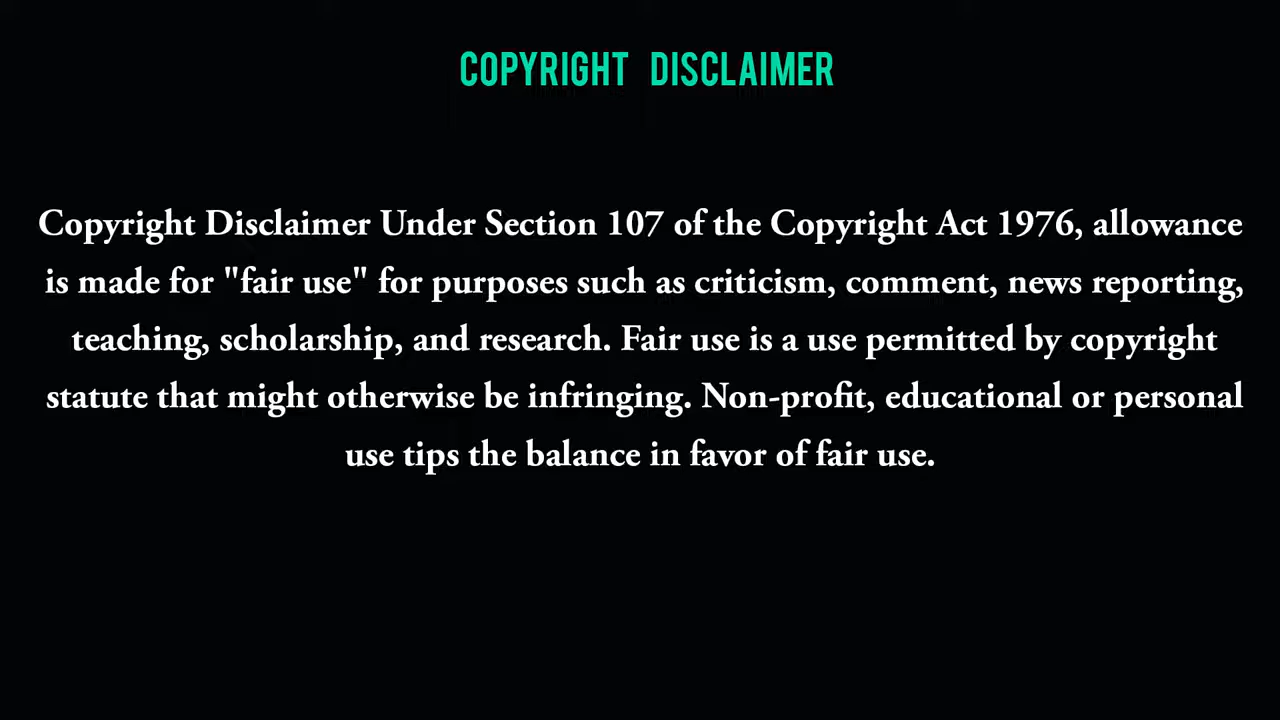 COPYRIGHT DISCLAIMER
Copyright Disclaimer Under Section 107 of the Copyright Act 1976, allowance
is made for "fair use" for purposes such as criticism, comment, news reporting,
teaching, scholarship, and research. Fair use is a use permitted by copyright
statute that might otherwise be infringing. Non-profit, educational or personal
use tips the balance in favor of fair use.